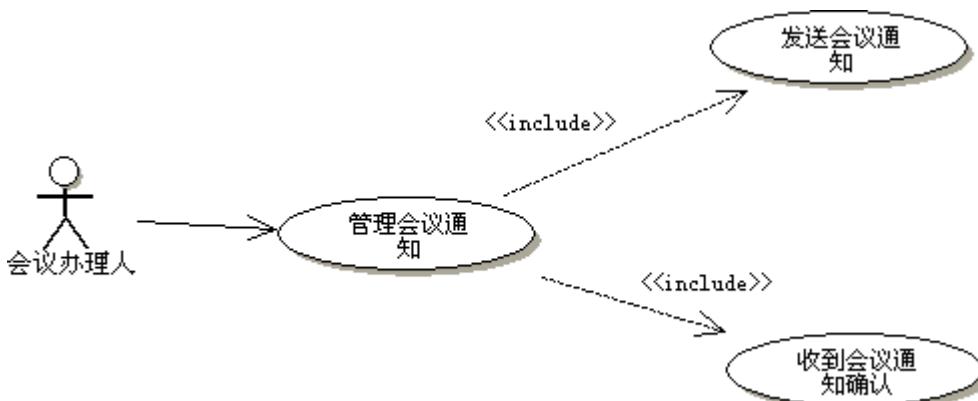 发送会议通
知
<<include>>
会议办理人
管理会议通
知
<<include>>
收到会议通
知确认